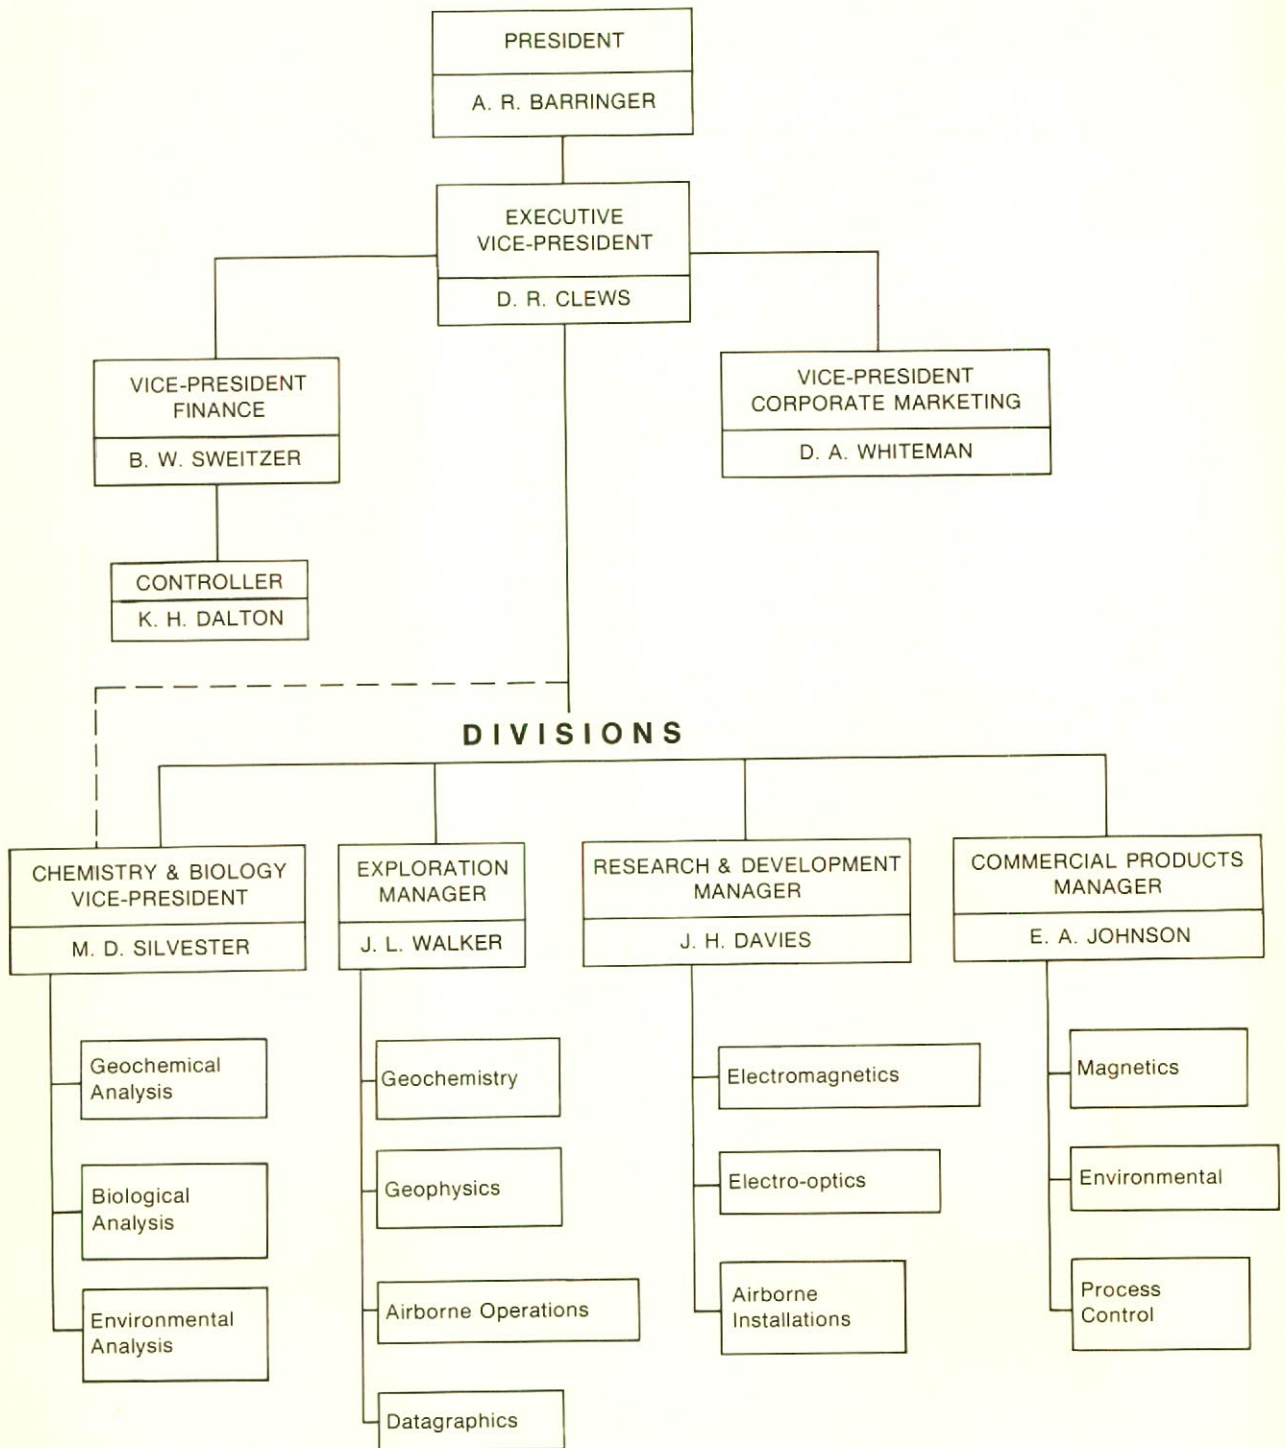 PRESIDENT
A. R. BARRINGER
EXECUTIVE
VICE-PRESIDENT
D. R. CLEWS
VICE-PRESIDENT
FINANCE
B. W. SWEITZER
VICE-PRESIDENT
CORPORATE MARKETING
D. A. WHITEMAN
CONTROLLER
K. H. DALTON
DIVISIONS
CHEMISTRY & BIOLOGY
VICE-PRESIDENT
M. D. SILVESTER
EXPLORATION
MANAGER
J. L. WALKER
RESEARCH & DEVELOPMENT
MANAGER
J. H. DAVIES
COMMERCIAL PRODUCTS
MANAGER
E. A. JOHNSON
Geochemical
Analysis
Biological
Analysis
Environmental
Analysis
Geochemistry
Geophysics
Airborne Operations
Datagraphics
Electromagnetics
Electro-optics
Airborne
Installations
Magnetics
Environmental
Process
Control